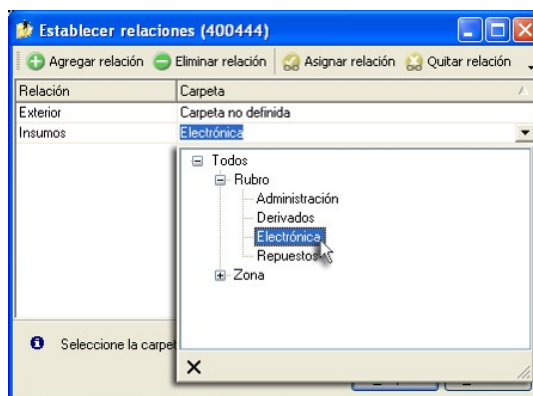 Establecer relaciones (400444)
Agregar relación Eliminar relación Asignar relación Quitar relación
Relación Carpeta
Exterior Carpeta no definida
Insumos Electrónica
Todos
Rubro
Administración
Derivados
Electrónica
Repuestos
Zona
Seleccione la